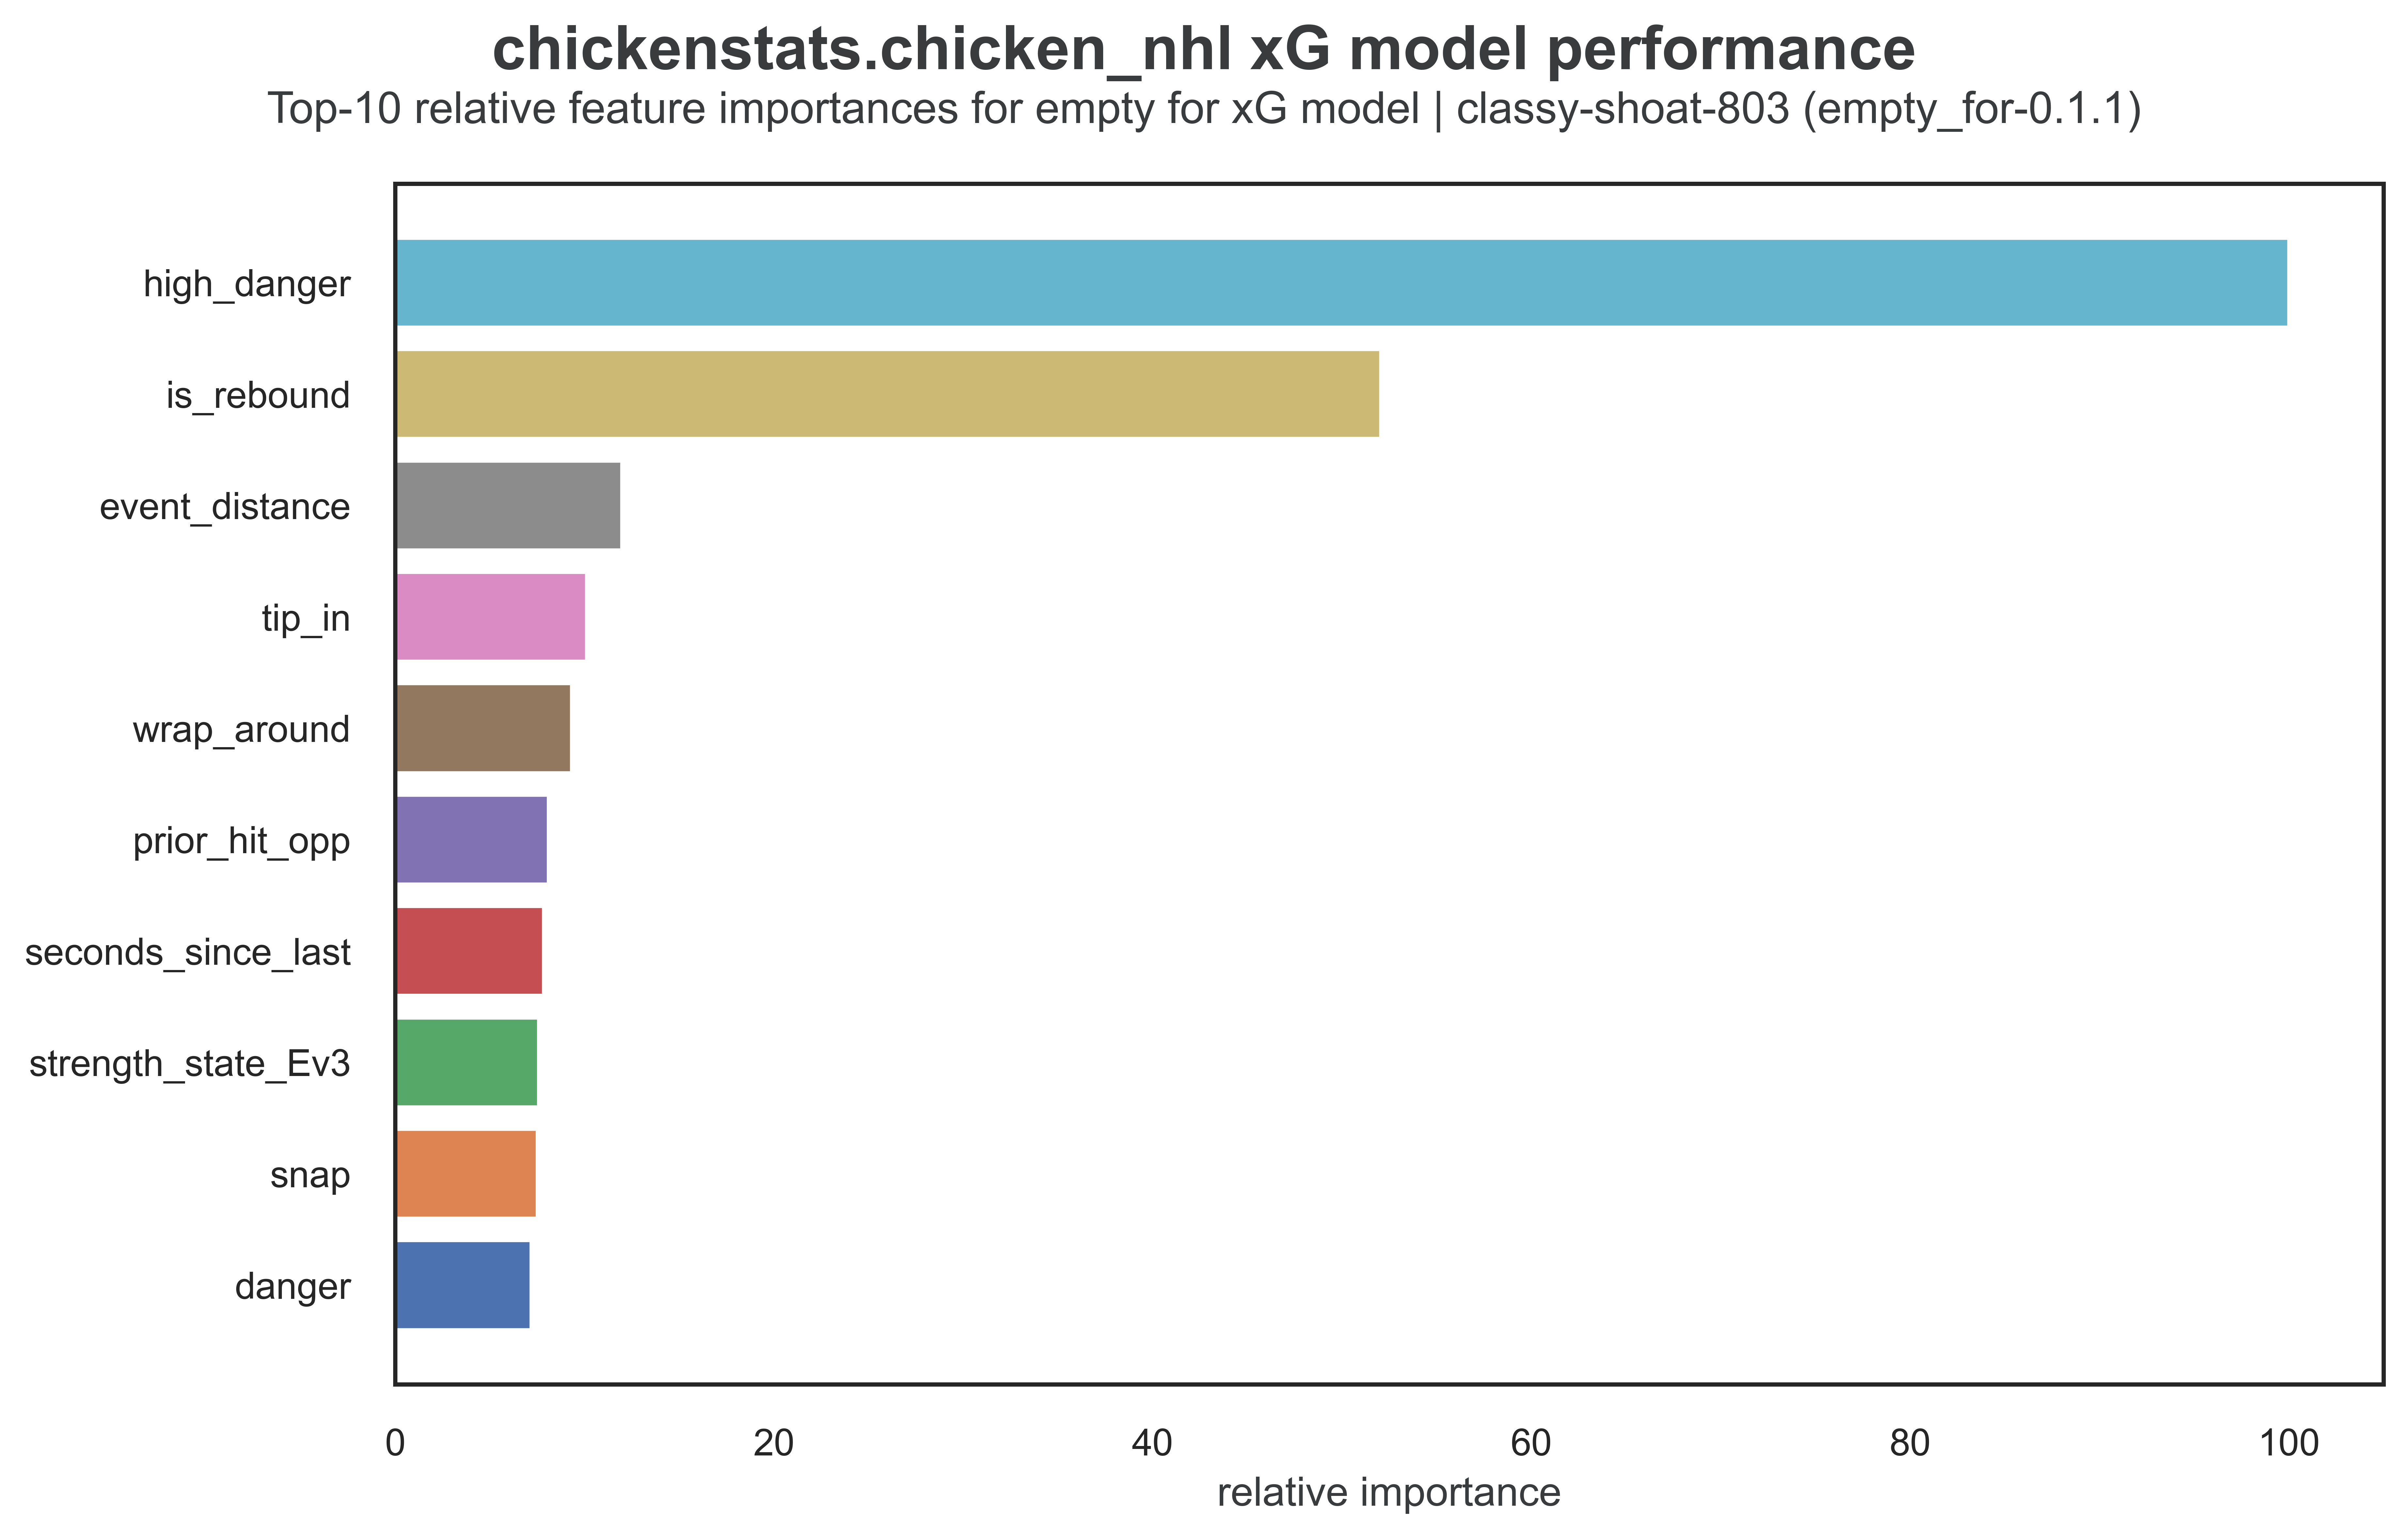 chickenstats.chicken_nhl xG model performance
Top-10 relative feature importances for empty for xG model | classy-shoat-803 (empty_for-0.1.1)
high_danger
is_rebound
event_distance
tip_in
wrap_around
prior_hit_opp
seconds_since_last
strength_state_Ev3
snap
danger
0 20 40 60 80 100
relative importance